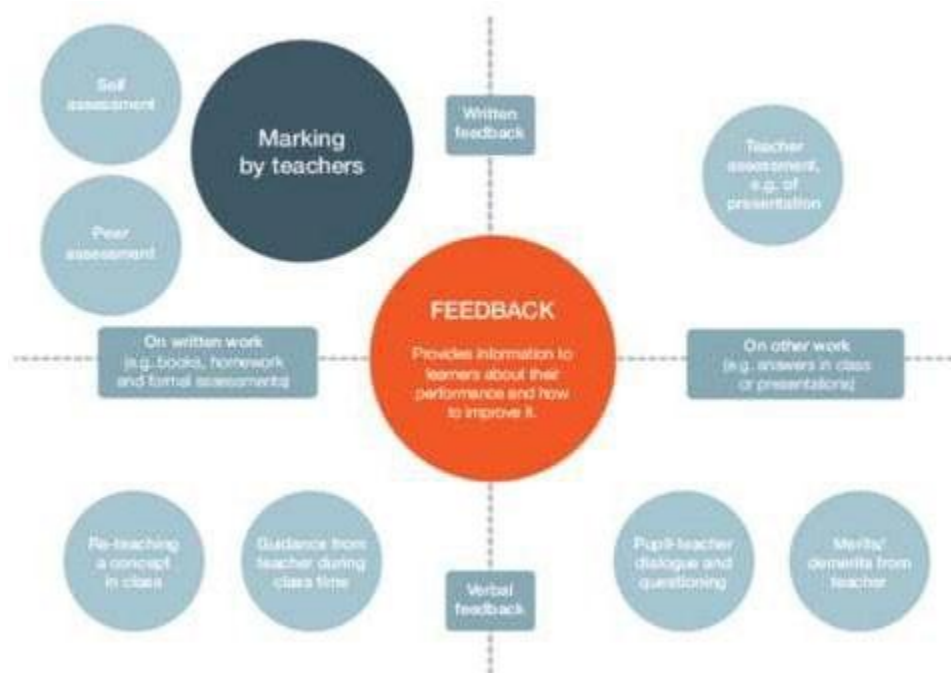 Self
assessment
Marking
by teachers
Written
feedback
Teacher
assessment,
e.g. of
presentation
Peer
assessment
FEEDBACK
Provides information to
learners about their
performance and how
to improve it.
On written work
(e.g. books, homework
and formal assessments)
On other work
(e.g. answers in class
or presentations)
Re-teaching
a concept
in class
Guidance from
teacher during
class time
Verbal
feedback
Pupil-teacher
dialogue and
questioning
Merits/
demerits from
teacher